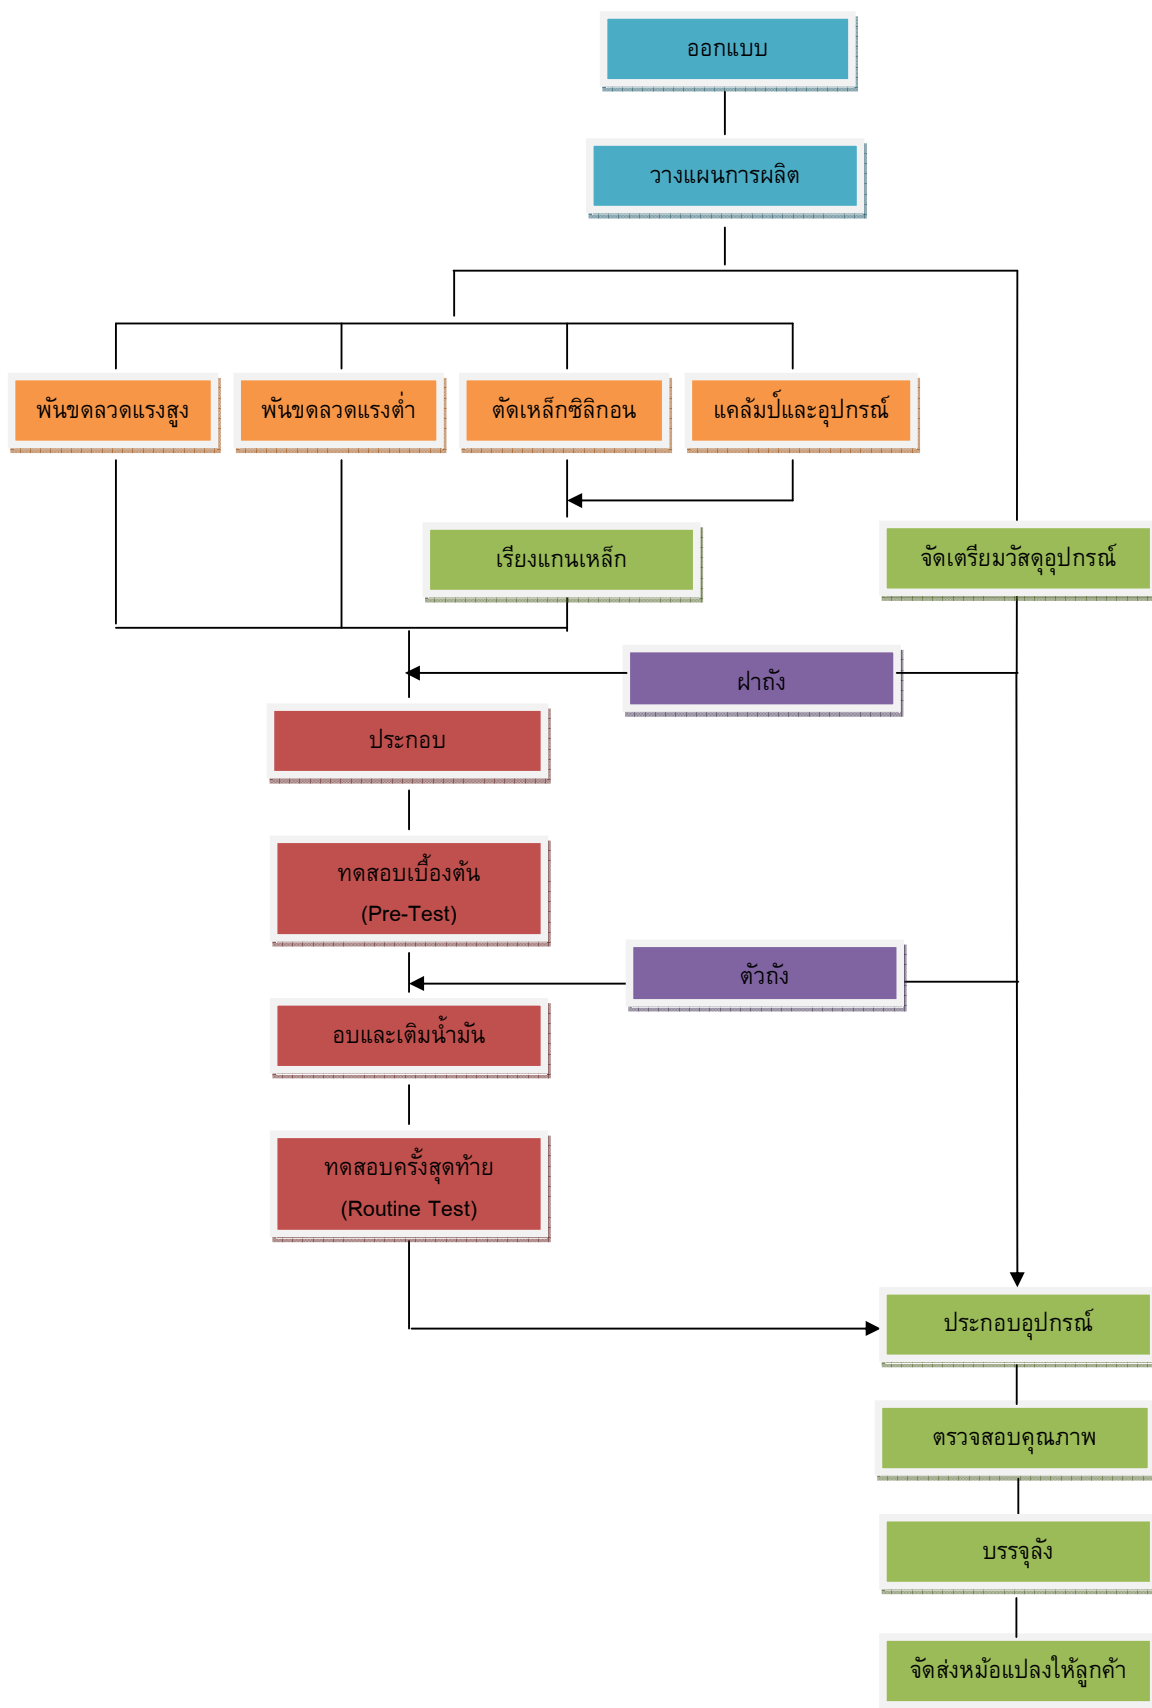 ออกแบบ
วางแผนการผลิต
พันขดลวดแรงสูง
พันขดลวดแรงต่ำ
ตัดเหล็กซิลิกอน
แคล้มป์และอุปกรณ์
เรียงแกนเหล็ก
จัดเตรียมวัสดุอุปกรณ์
ฝาถัง
ประกอบ
ทดสอบเบื้องต้น
(Pre-Test)
ตัวถัง
อบและเติมน้ำมัน
ทดสอบครั้งสุดท้าย
(Routine Test)
ประกอบอุปกรณ์
ตรวจสอบคุณภาพ
บรรจุลัง
จัดส่งหม้อแปลงให้ลูกค้า